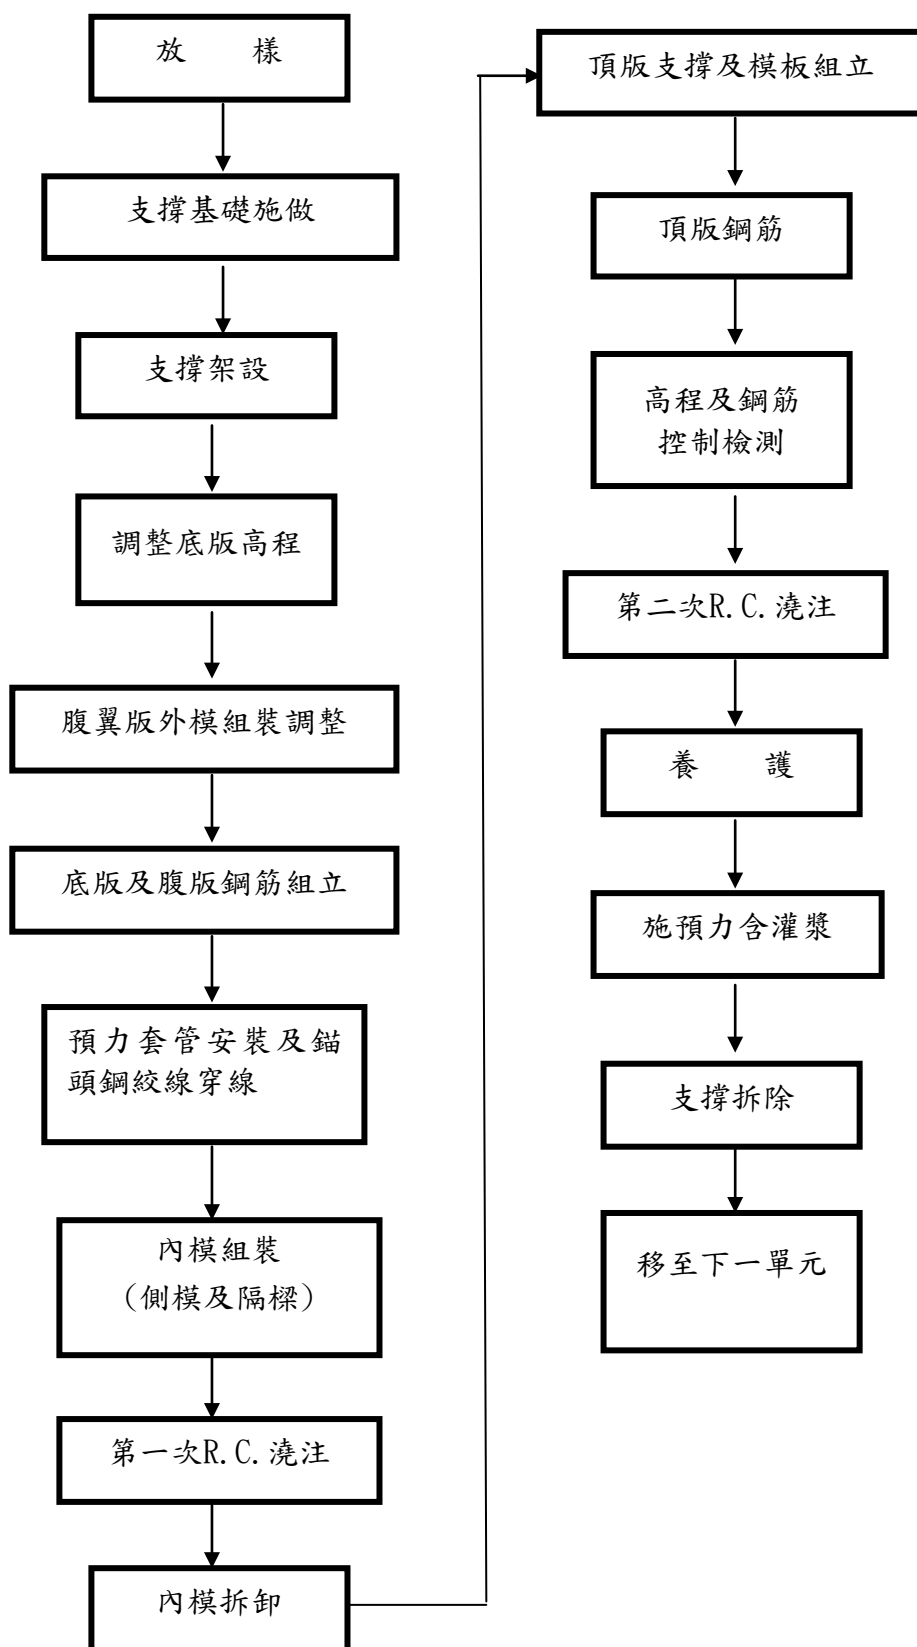 放樣
支撐基礎施做
支撐架設
調整底版高程
腹翼版外模組裝調整
底版及腹版鋼筋組立
預力套管安裝及錨
頭鋼絞線穿線
內模組裝
(側模及隔樑)
第一次R.C.澆注
內模拆卸
頂版支撐及模板組立
頂版鋼筋
高程及鋼筋
控制檢測
第二次R.C.澆注
養護
施預力含灌漿
支撐拆除
移至下一單元